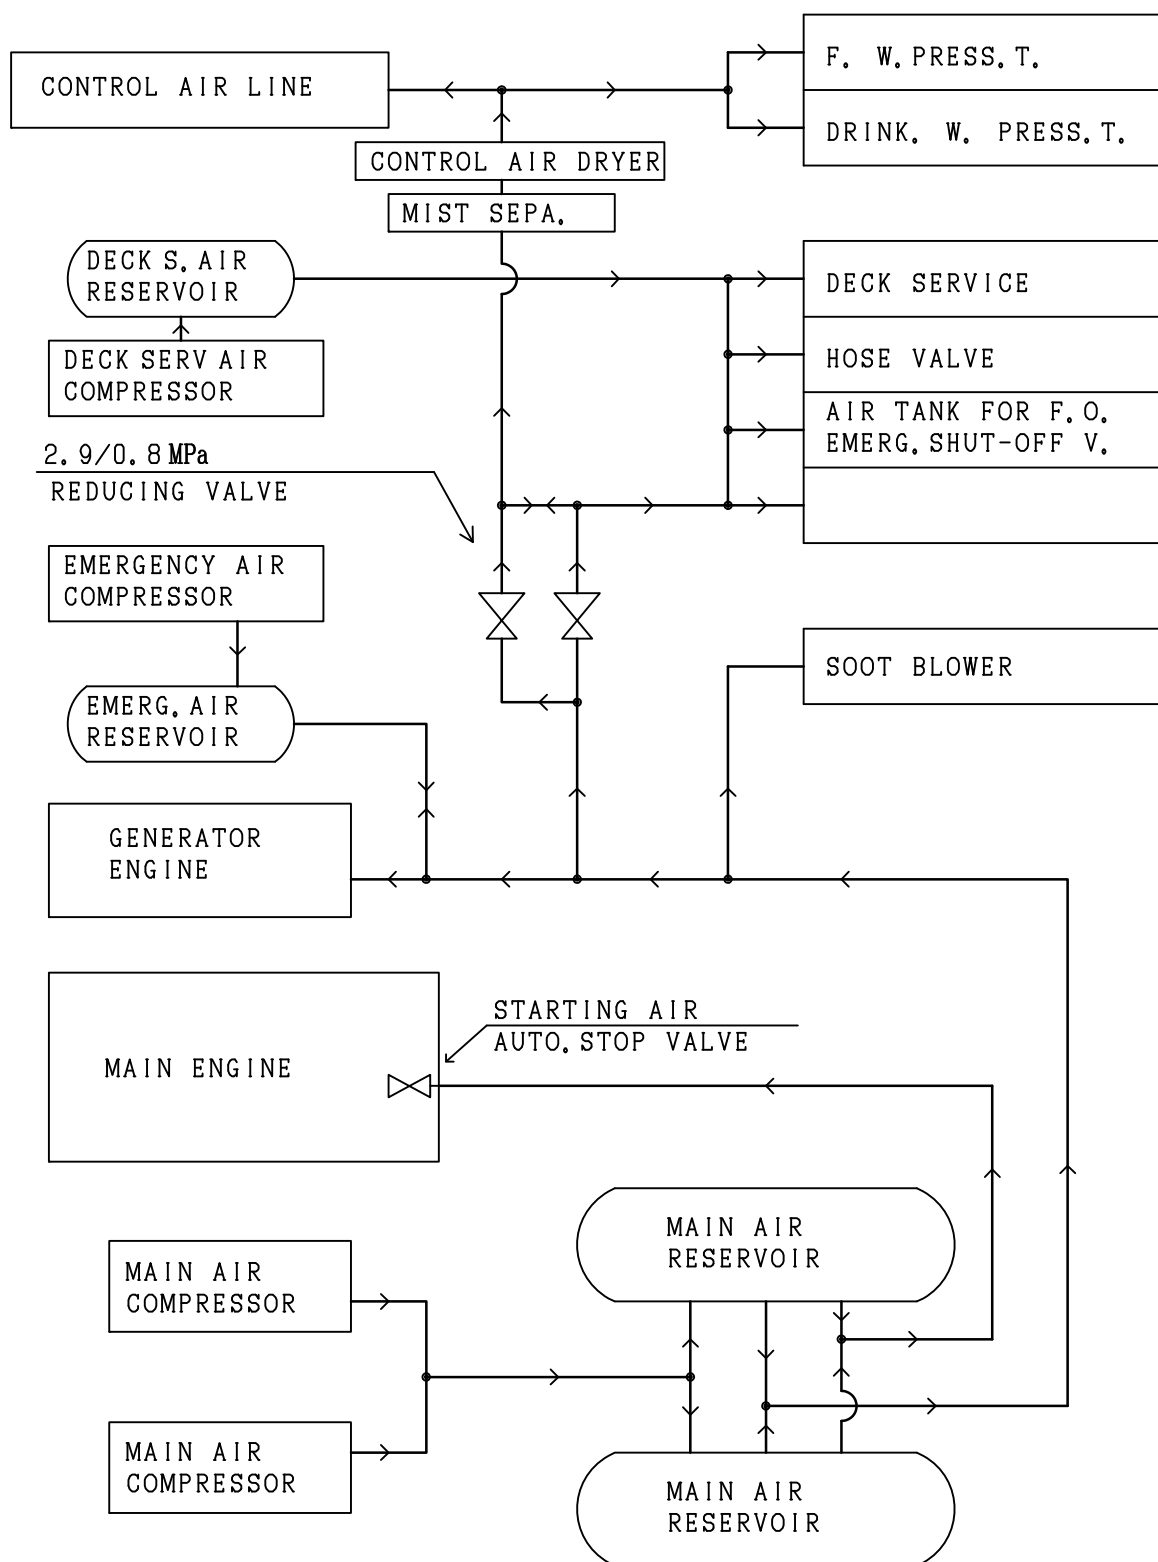 F. W. PRESS. T.
CONTROL AIR LINE
DRINK. W. PRESS. T.
CONTROL AIR DRYER
MIST SEPA.
DECK S. AIR
RESERVOIR
DECK SERVICE
DECK SERV AIR
COMPRESSOR
HOSE VALVE
AIR TANK FOR F. O.
EMERG. SHUT-OFF V.
2. 9/0. 8 MPa
REDUCING VALVE
EMERGENCY AIR
COMPRESSOR
SOOT BLOWER
EMERG. AIR
RESERVOIR
GENERATOR
ENGINE
STARTING AIR
AUTO. STOP VALVE
MAIN ENGINE
MAIN AIR
RESERVOIR
MAIN AIR
COMPRESSOR
MAIN AIR
COMPRESSOR
MAIN AIR
RESERVOIR